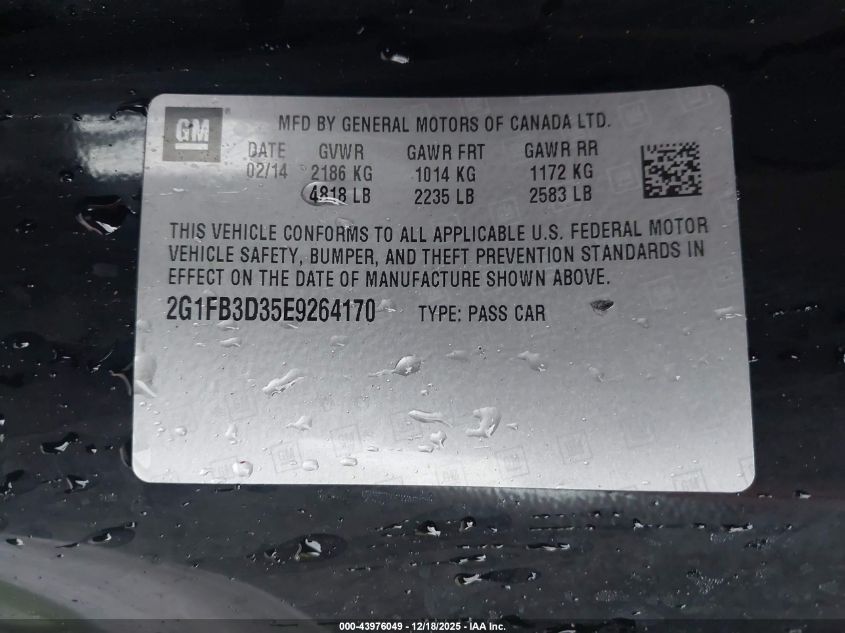 GM
MFD BY GENERAL MOTORS OF CANADA LTD.
DATE GVWR GAWR FRT GAWR RR
02/14 2186 KG 1014 KG 1172 KG
4818 LB 2235 LB 2583 LB
THIS VEHICLE CONFORMS TO ALL APPLICABLE U.S. FEDERAL MOTOR
VEHICLE SAFETY, BUMPER, AND THEFT PREVENTION STANDARDS IN
EFFECT ON THE DATE OF MANUFACTURE SHOWN ABOVE.
2G1FB3D35E9264170 TYPE: PASS CAR
000-43976049 - 12/18/2025 - IAA Inc.